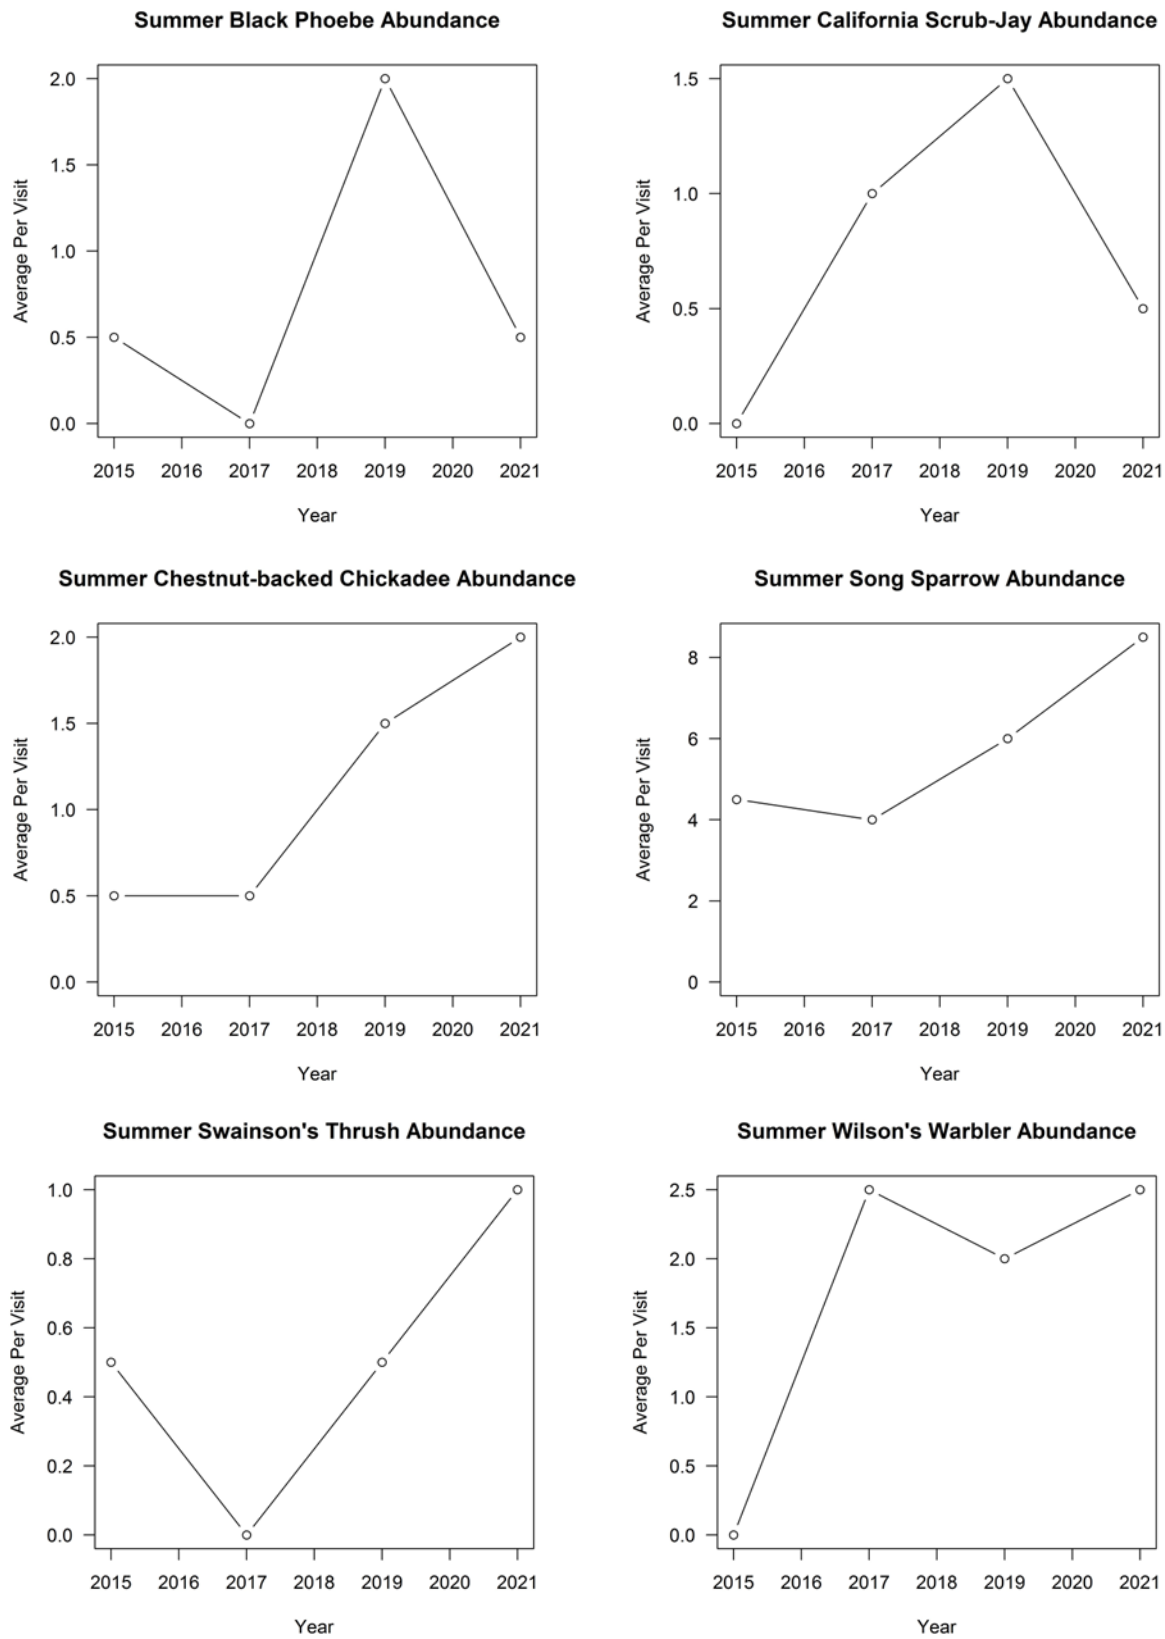 Summer Black Phoebe Abundance
2.0
1.5
1.0
0.5
0.0
Average Per Visit
2015 2016 2017 2018 2019 2020 2021
Year
Summer California Scrub-Jay Abundance
1.5
1.0
0.5
0.0
Average Per Visit
2015 2016 2017 2018 2019 2020 2021
Year
Summer Chestnut-backed Chickadee Abundance
2.0
1.5
1.0
0.5
0.0
Average Per Visit
2015 2016 2017 2018 2019 2020 2021
Year
Summer Song Sparrow Abundance
8
6
4
2
0
Average Per Visit
2015 2016 2017 2018 2019 2020 2021
Year
Summer Swainson's Thrush Abundance
1.0
0.8
0.6
0.4
0.2
0.0
Average Per Visit
2015 2016 2017 2018 2019 2020 2021
Year
Summer Wilson's Warbler Abundance
2.5
2.0
1.5
1.0
0.5
0.0
Average Per Visit
2015 2016 2017 2018 2019 2020 2021
Year